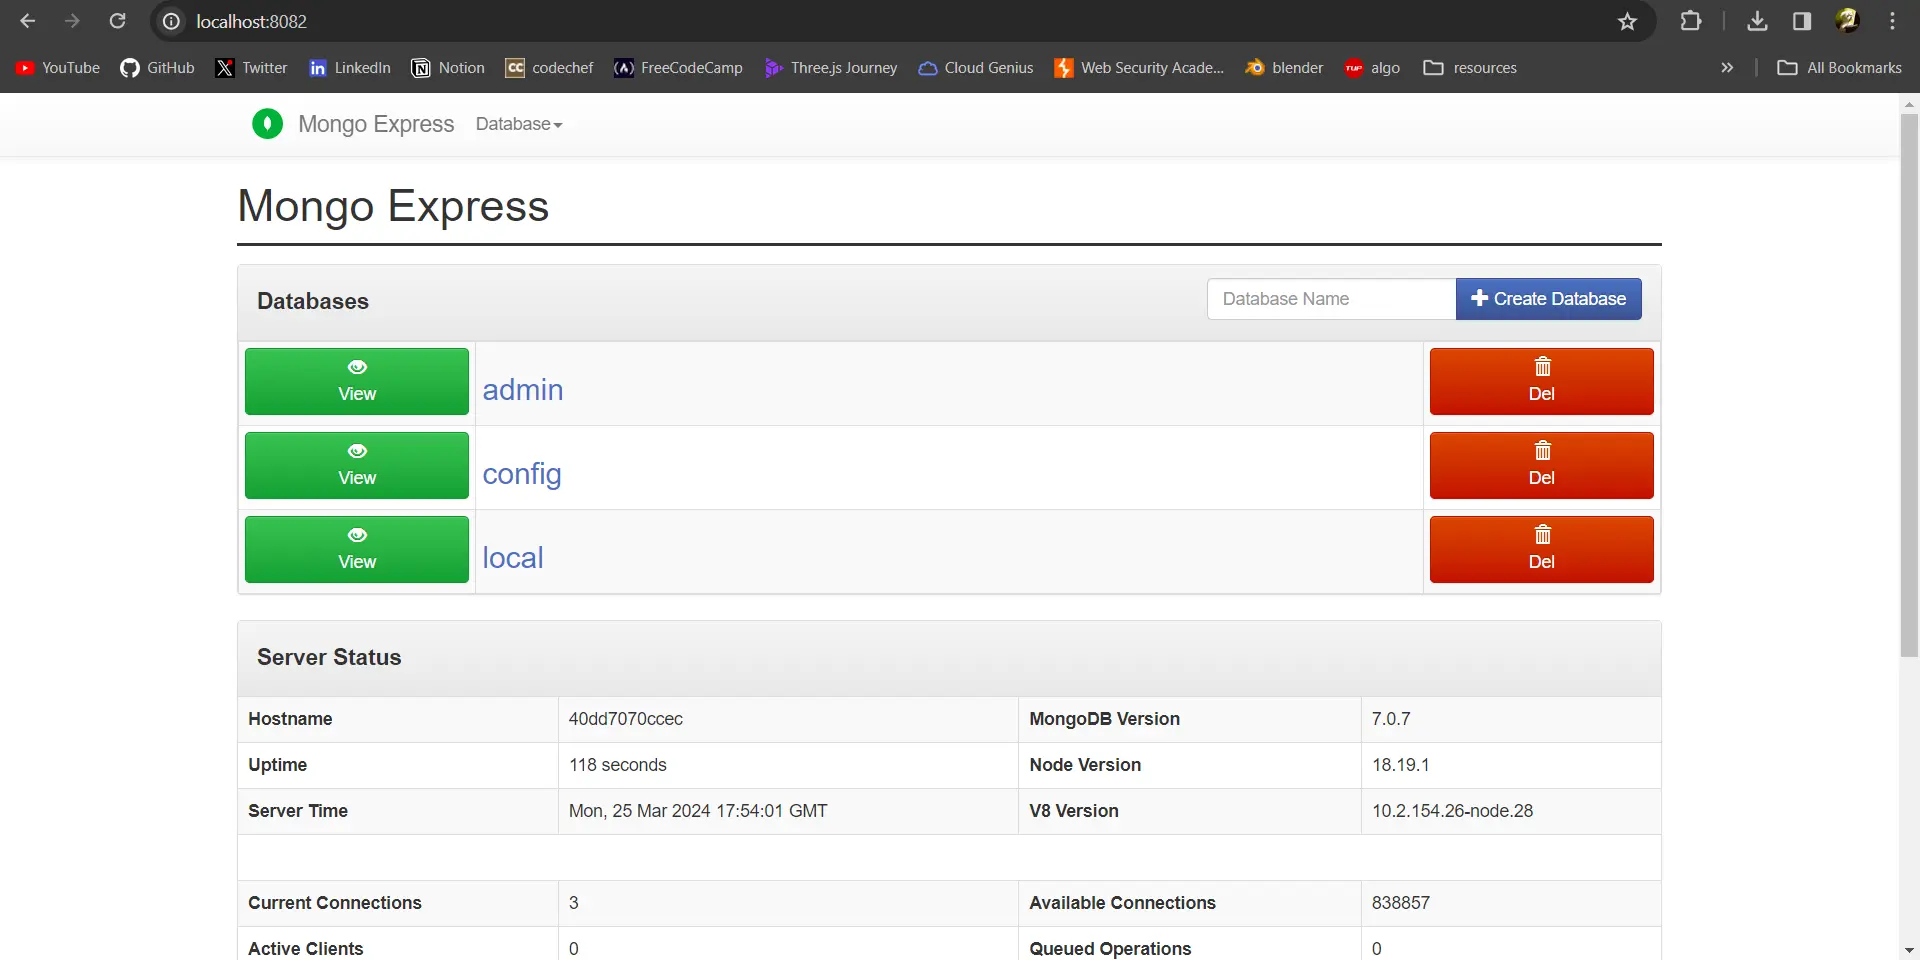 localhost:8082
YouTube GitHub Twitter LinkedIn Notion codechef FreeCodeCamp Three.js Journey Cloud Genius Web Security Acade... blender algo resources » All Bookmarks
Mongo Express Database
Mongo Express
Databases Database Name Create Database
View admin Del
View config Del
View local Del
Server Status
Hostname 40dd7070ccec MongoDB Version 7.0.7
Uptime 118 seconds Node Version 18.19.1
Server Time Mon, 25 Mar 2024 17:54:01 GMT V8 Version 10.2.154.26-node.28
Current Connections 3 Available Connections 838857
Active Clients 0 Queued Operations 0